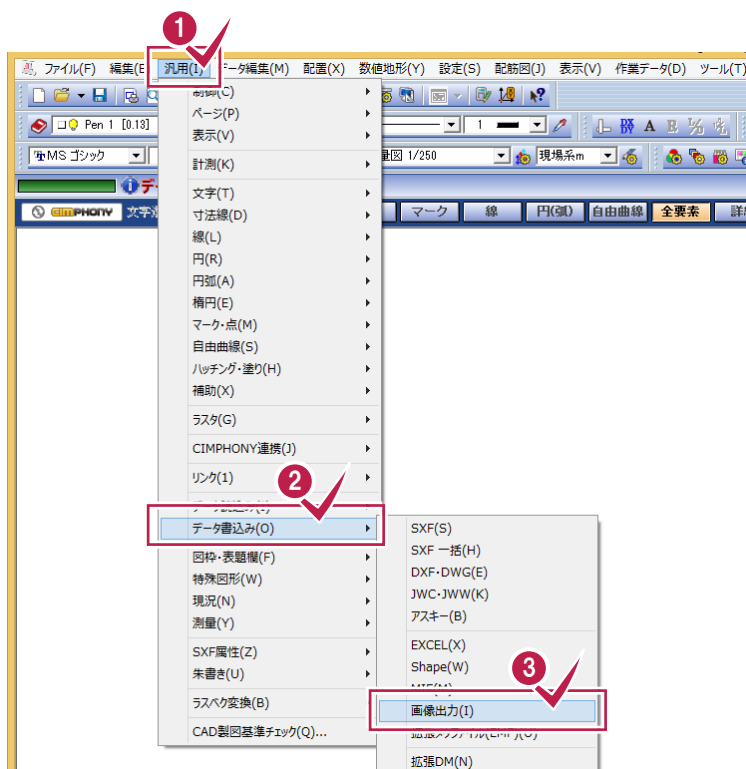 1
ファイル(F) 編集(E 汎用(I) データ編集(M) 配置(X) 数値地形(Y) 設定(S) 配筋図(J) 表示(V) 作業データ(D) ツール(T)
Pen 1 [0.13] 1
MS ゴシック 量図 1/250 現場系m
デ
CIMPHONY 文字 マーク 線 円(弧) 自由曲線 全要素 詳細
制御(C)
ページ(P)
表示(V)
計測(K)
文字(T)
寸法線(D)
線(L)
円(R)
円弧(A)
楕円(E)
マーク・点(M)
自由曲線(S)
ハッチング・塗り(H)
補助(X)
ラスタ(G)
CIMPHONY連携(J)
リンク(1)
2
データ書込み(O)
図枠・表題欄(F)
特殊図形(W)
現況(N)
測量(Y)
SXF属性(Z)
朱書き(U)
ラスベク変換(B)
CAD製図基準チェック(Q)...
SXF(S)
SXF 一括(H)
DXF・DWG(E)
JWC・JWW(K)
アスキー(B)
EXCEL(X)
Shape(W)
3
画像出力(I)
拡張DM(N)